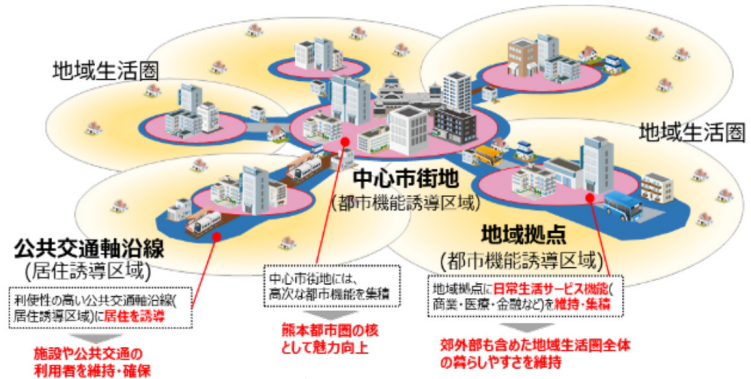 地域生活圏
地域生活圏
中心市街地
(都市機能誘導区域)
公共交通軸沿線
(居住誘導区域)
地域拠点
(都市機能誘導区域)
利便性の高い公共交通軸沿線(
居住誘導区域)に居住を誘導
施設や公共交通の
利用者を維持・確保
中心市街地には、
高次な都市機能を集積
熊本都市圏の核
として魅力向上
地域拠点に日常生活サービス機能(
商業・医療・金融など)を維持・集積
郊外部も含めた地域生活圏全体
の暮らしやすさを維持